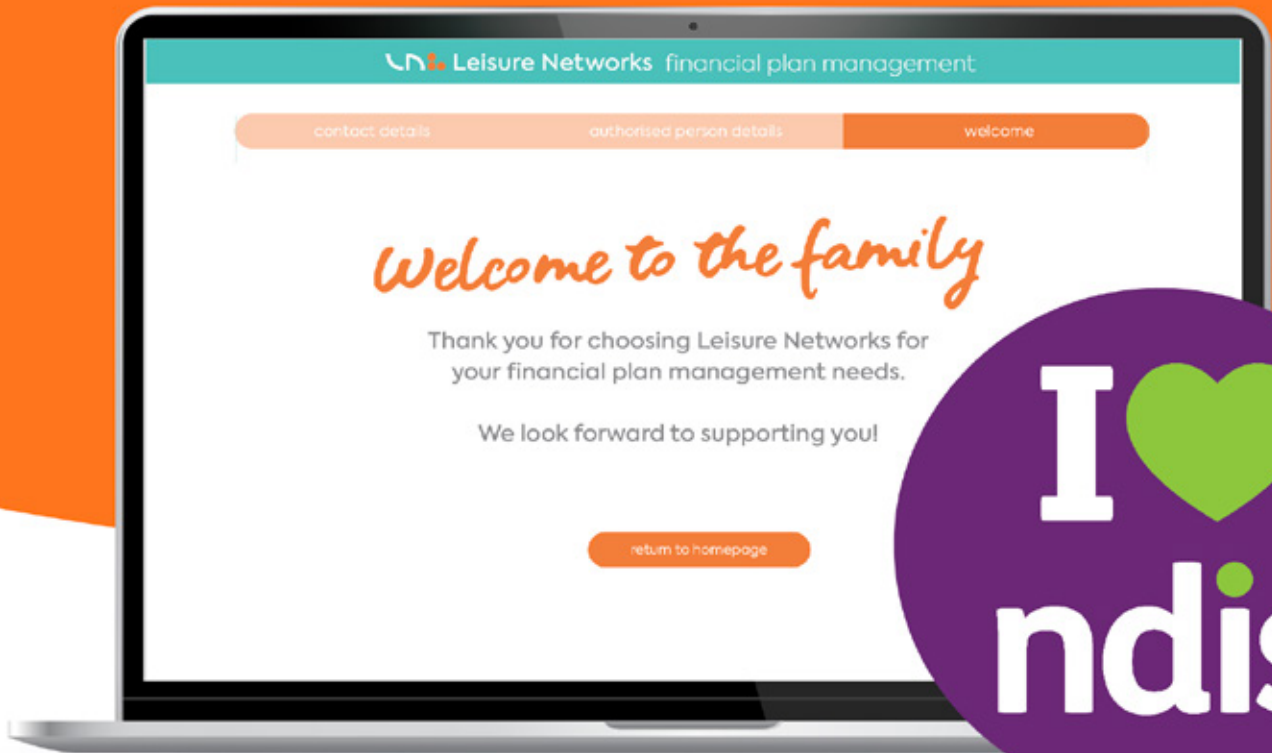 Leisure Networks financial plan management
contact details authorised person details welcome
Welcome to the family
Thank you for choosing Leisure Networks for
your financial plan management needs.
We look forward to supporting you!
return to homepage
I
ndis